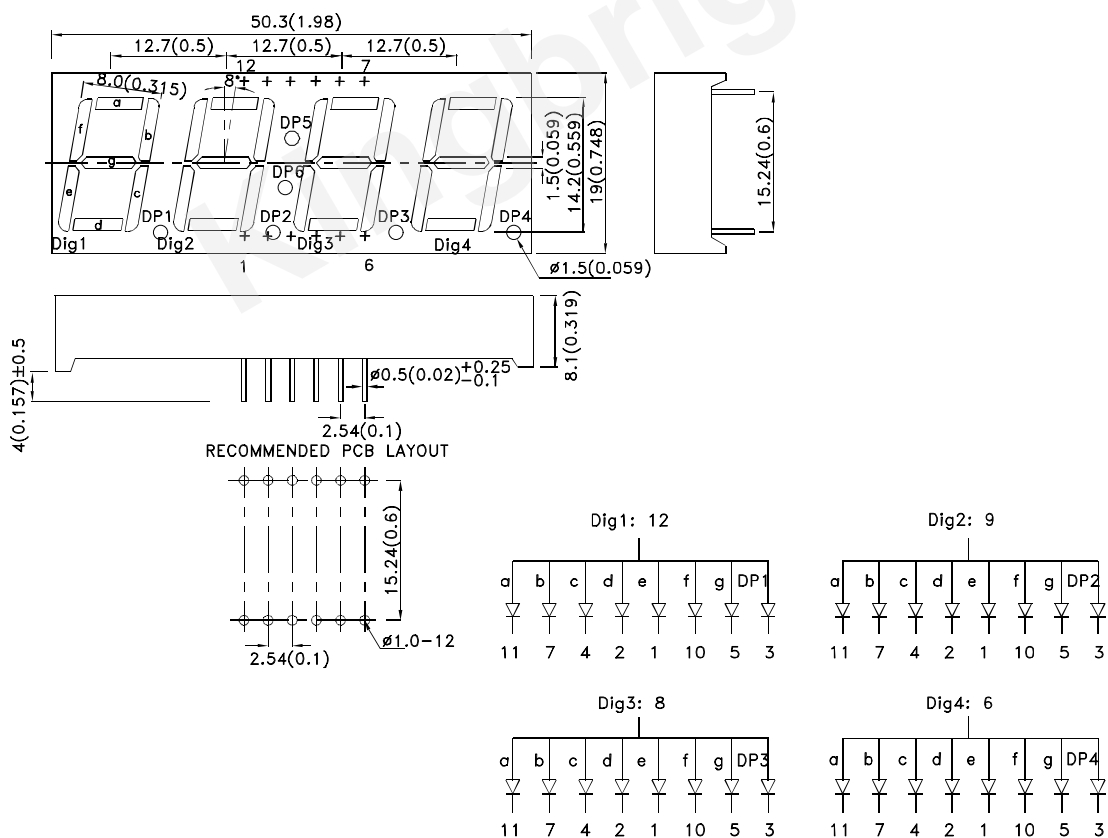 50.3(1.98)
12.7(0.5) 12.7(0.5) 12.7(0.5)
12 7
8.0(0.315) 8°
a
f b
DP5
g
DP6
e c
d
DP1 DP2 DP3 DP4
Dig1 Dig2 Dig3 Dig4
1 6
1.5(0.059)
14.2(0.559)
19(0.748)
ø1.5(0.059)
15.24(0.6)
Kingbrig
8.1(0.319)
4(0.157)±0.5
ø0.5(0.02)+0.25
-0.1
2.54(0.1)
RECOMMENDED PCB LAYOUT
15.24(0.6)
ø1.0-12
2.54(0.1)
Dig1: 12
a b c d e f g DP1
11 7 4 2 1 10 5 3
Dig2: 9
a b c d e f g DP2
11 7 4 2 1 10 5 3
Dig3: 8
a b c d e f g DP3
11 7 4 2 1 10 5 3
Dig4: 6
a b c d e f g DP4
11 7 4 2 1 10 5 3